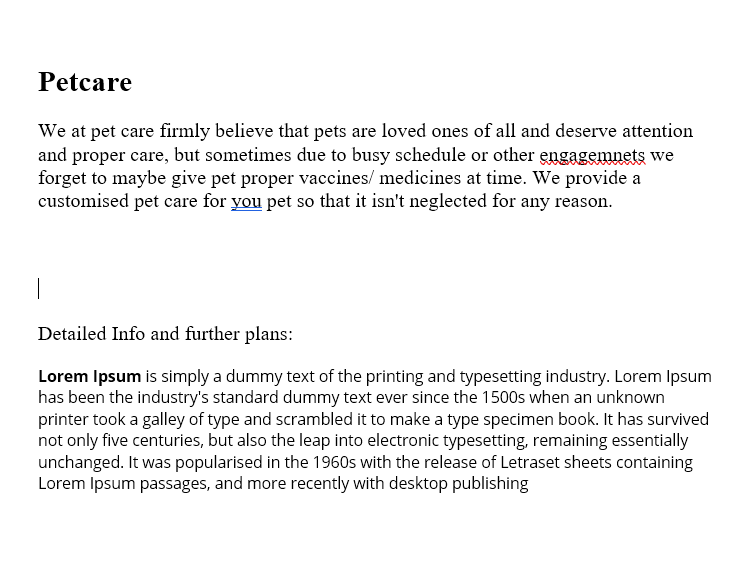 Petcare
We at pet care firmly believe that pets are loved ones of all and deserve attention
and proper care, but sometimes due to busy schedule or other engagemnets we
forget to maybe give pet proper vaccines/ medicines at time. We provide a
customised pet care for you pet so that it isn't neglected for any reason.
Detailed Info and further plans:
Lorem Ipsum is simply a dummy text of the printing and typesetting industry. Lorem Ipsum
has been the industry's standard dummy text ever since the 1500s when an unknown
printer took a galley of type and scrambled it to make a type specimen book. It has survived
not only five centuries, but also the leap into electronic typesetting, remaining essentially
unchanged. It was popularised in the 1960s with the release of Letraset sheets containing
Lorem Ipsum passages, and more recently with desktop publishing